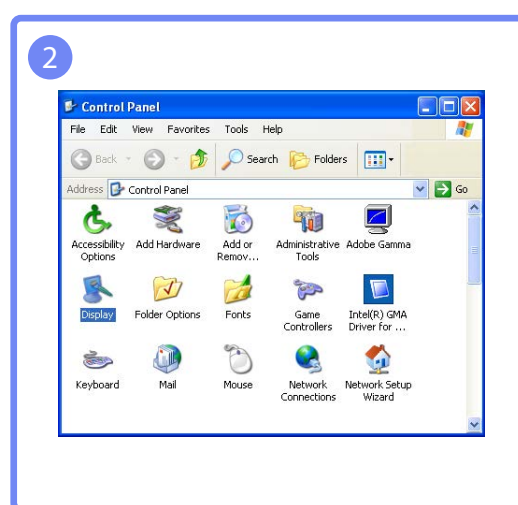 2
Control Panel
File Edit View Favorites Tools Help
Back Search Folders
Address Control Panel Go
Accessibility Options
Add Hardware
Add or Remov...
Administrative Tools
Adobe Gamma
Display
Folder Options
Fonts
Game Controllers
Intel(R) GMA Driver for ...
Keyboard
Mail
Mouse
Network Connections
Network Setup Wizard